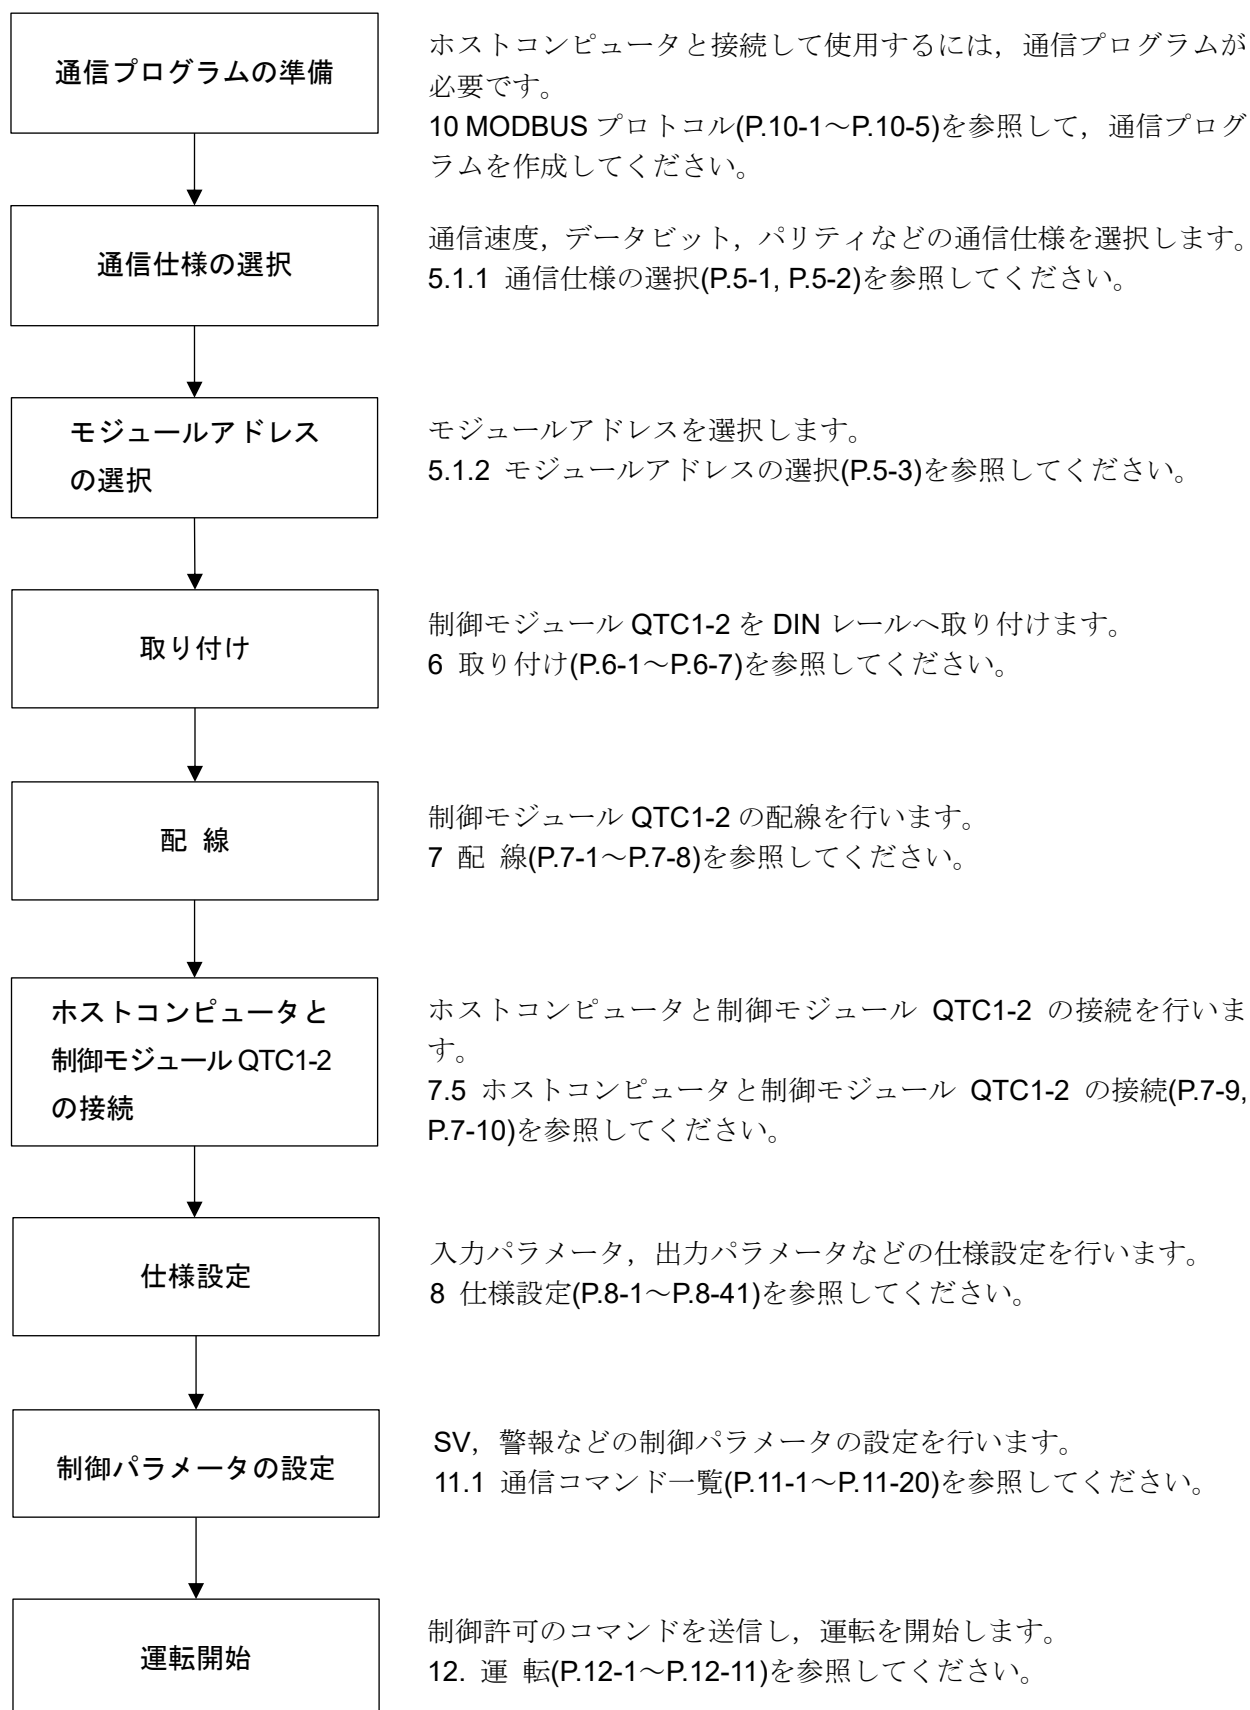 通信プログラムの準備
ホストコンピュータと接続して使用するには，通信プログラムが
必要です。
10 MODBUS プロトコル(P.10-1～P.10-5)を参照して，通信プログ
ラムを作成してください。
通信仕様の選択
通信速度，データビット，パリティなどの通信仕様を選択します。
5.1.1 通信仕様の選択(P.5-1, P.5-2)を参照してください。
モジュールアドレス
の選択
モジュールアドレスを選択します。
5.1.2 モジュールアドレスの選択(P.5-3)を参照してください。
取り付け
制御モジュール QTC1-2 を DIN レールへ取り付けます。
6 取り付け(P.6-1～P.6-7)を参照してください。
配 線
制御モジュール QTC1-2 の配線を行います。
7 配 線(P.7-1～P.7-8)を参照してください。
ホストコンピュータと
制御モジュール QTC1-2
の接続
ホストコンピュータと制御モジュール QTC1-2 の接続を行いま
す。
7.5 ホストコンピュータと制御モジュール QTC1-2 の接続(P.7-9,
P.7-10)を参照してください。
仕様設定
入力パラメータ，出力パラメータなどの仕様設定を行います。
8 仕様設定(P.8-1～P.8-41)を参照してください。
制御パラメータの設定
SV，警報などの制御パラメータの設定を行います。
11.1 通信コマンド一覧(P.11-1～P.11-20)を参照してください。
運転開始
制御許可のコマンドを送信し，運転を開始します。
12. 運 転(P.12-1～P.12-11)を参照してください。